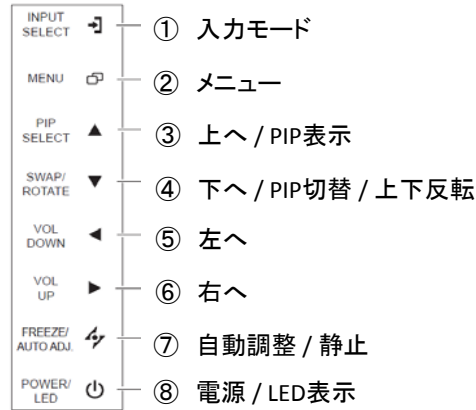 INPUT
SELECT
① 入力モード
MENU
② メニュー
PIP
SELECT
③ 上へ / PIP表示
SWAP/
ROTATE
④ 下へ / PIP切替 / 上下反転
VOL
DOWN
⑤ 左へ
VOL
UP
⑥ 右へ
FREEZE/
AUTO ADJ.
⑦ 自動調整 / 静止
POWER/
LED
⑧ 電源 / LED表示